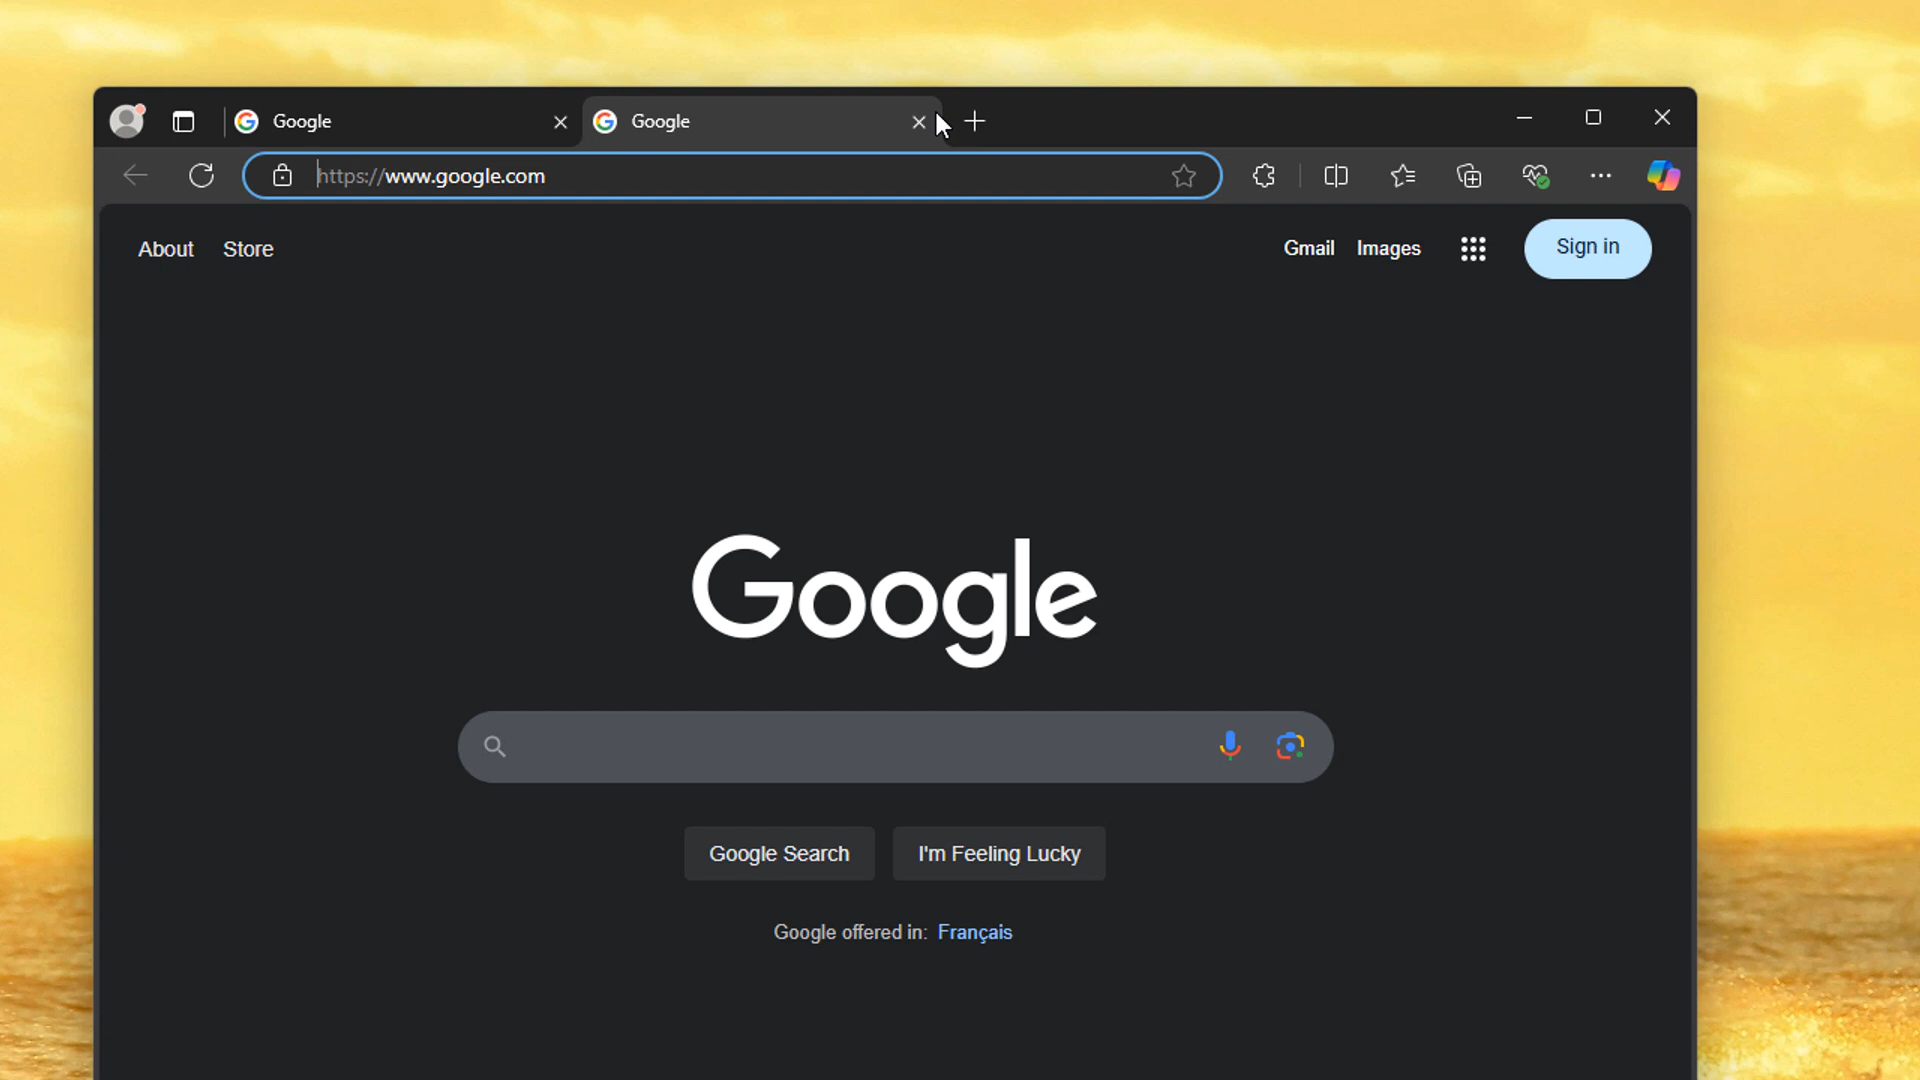 Google
Google
https://www.google.com
About
Store
Gmail
Images
Sign in
Google
Google Search
I'm Feeling Lucky
Google offered in: Français